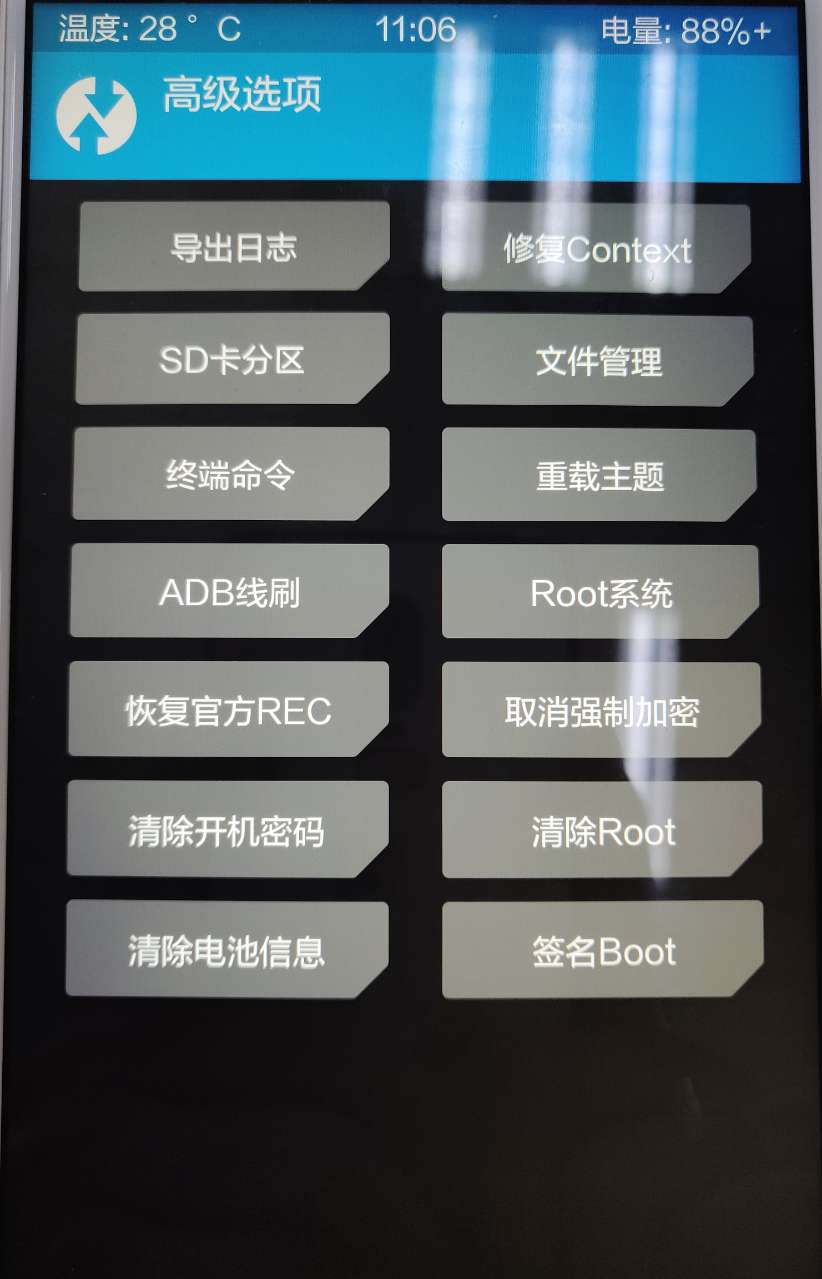 温度: 28 ° C 11:06 电量: 88%+
高级选项
导出日志 修复Context
SD卡分区 文件管理
终端命令 重载主题
ADB线刷 Root系统
恢复官方REC 取消强制加密
清除开机密码 清除Root
清除电池信息 签名Boot